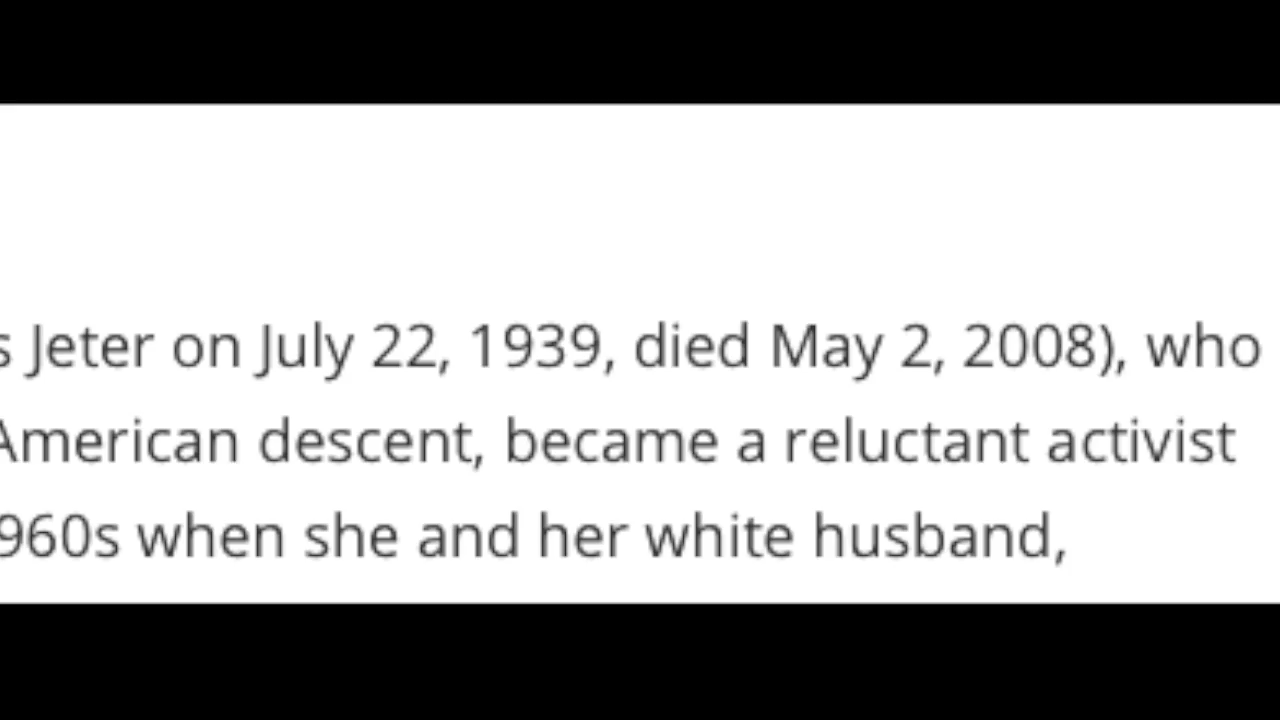 s Jeter on July 22, 1939, died May 2, 2008), who
American descent, became a reluctant activist
960s when she and her white husband,